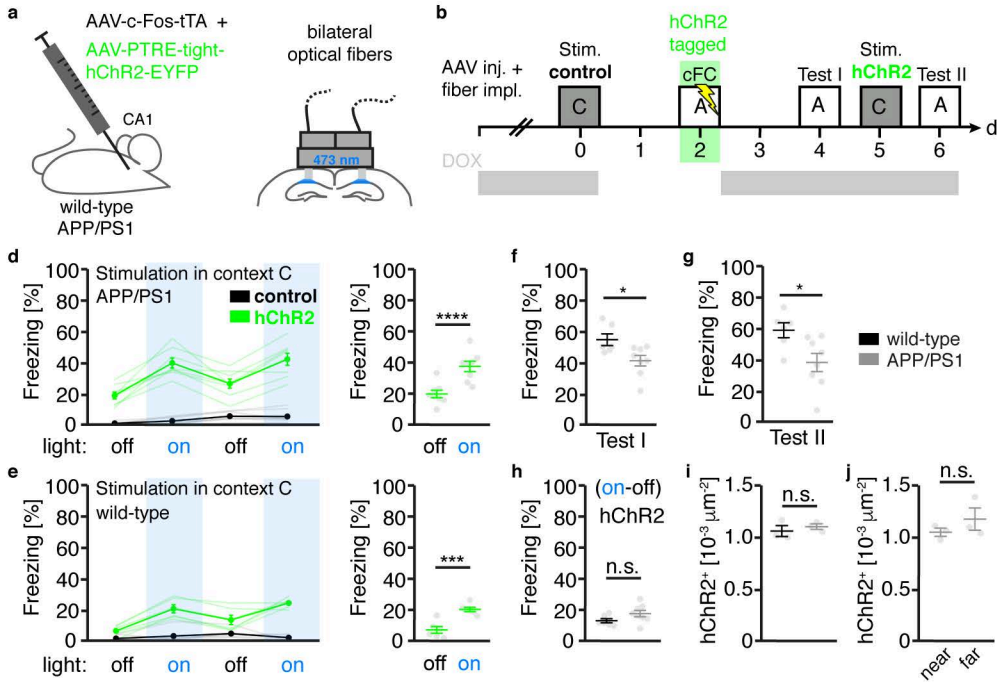 a
AAV-c-Fos-tTA +
AAV-PTRE-tight-
hChR2-EYFP
CA1
wild-type
APP/PS1
bilateral
optical fibers
473 nm
b
hChR2
tagged
Stim.
control
cFC
Stim.
hChR2
Test I
Test II
AAV inj. +
fiber impl.
C
A
A
C
A
d
0
1
2
3
4
5
6
DOX
d
Stimulation in context C
APP/PS1
control
hChR2
Freezing [%]
100
80
60
40
20
0
light:
off
on
off
on
Freezing [%]
100
80
60
40
20
0
****
off
on
f
Freezing [%]
100
80
60
40
20
0
*
Test I
g
Freezing [%]
100
80
60
40
20
0
*
Test II
wild-type
APP/PS1
e
Stimulation in context C
wild-type
Freezing [%]
100
80
60
40
20
0
light:
off
on
off
on
Freezing [%]
100
80
60
40
20
0
***
off
on
h
(on-off)
hChR2
Freezing [%]
100
80
60
40
20
0
n.s.
i
hChR2⁺ [10⁻³ μm⁻²]
1.5
1.0
0.5
0
n.s.
j
hChR2⁺ [10⁻³ μm⁻²]
1.5
1.0
0.5
0
n.s.
near
far